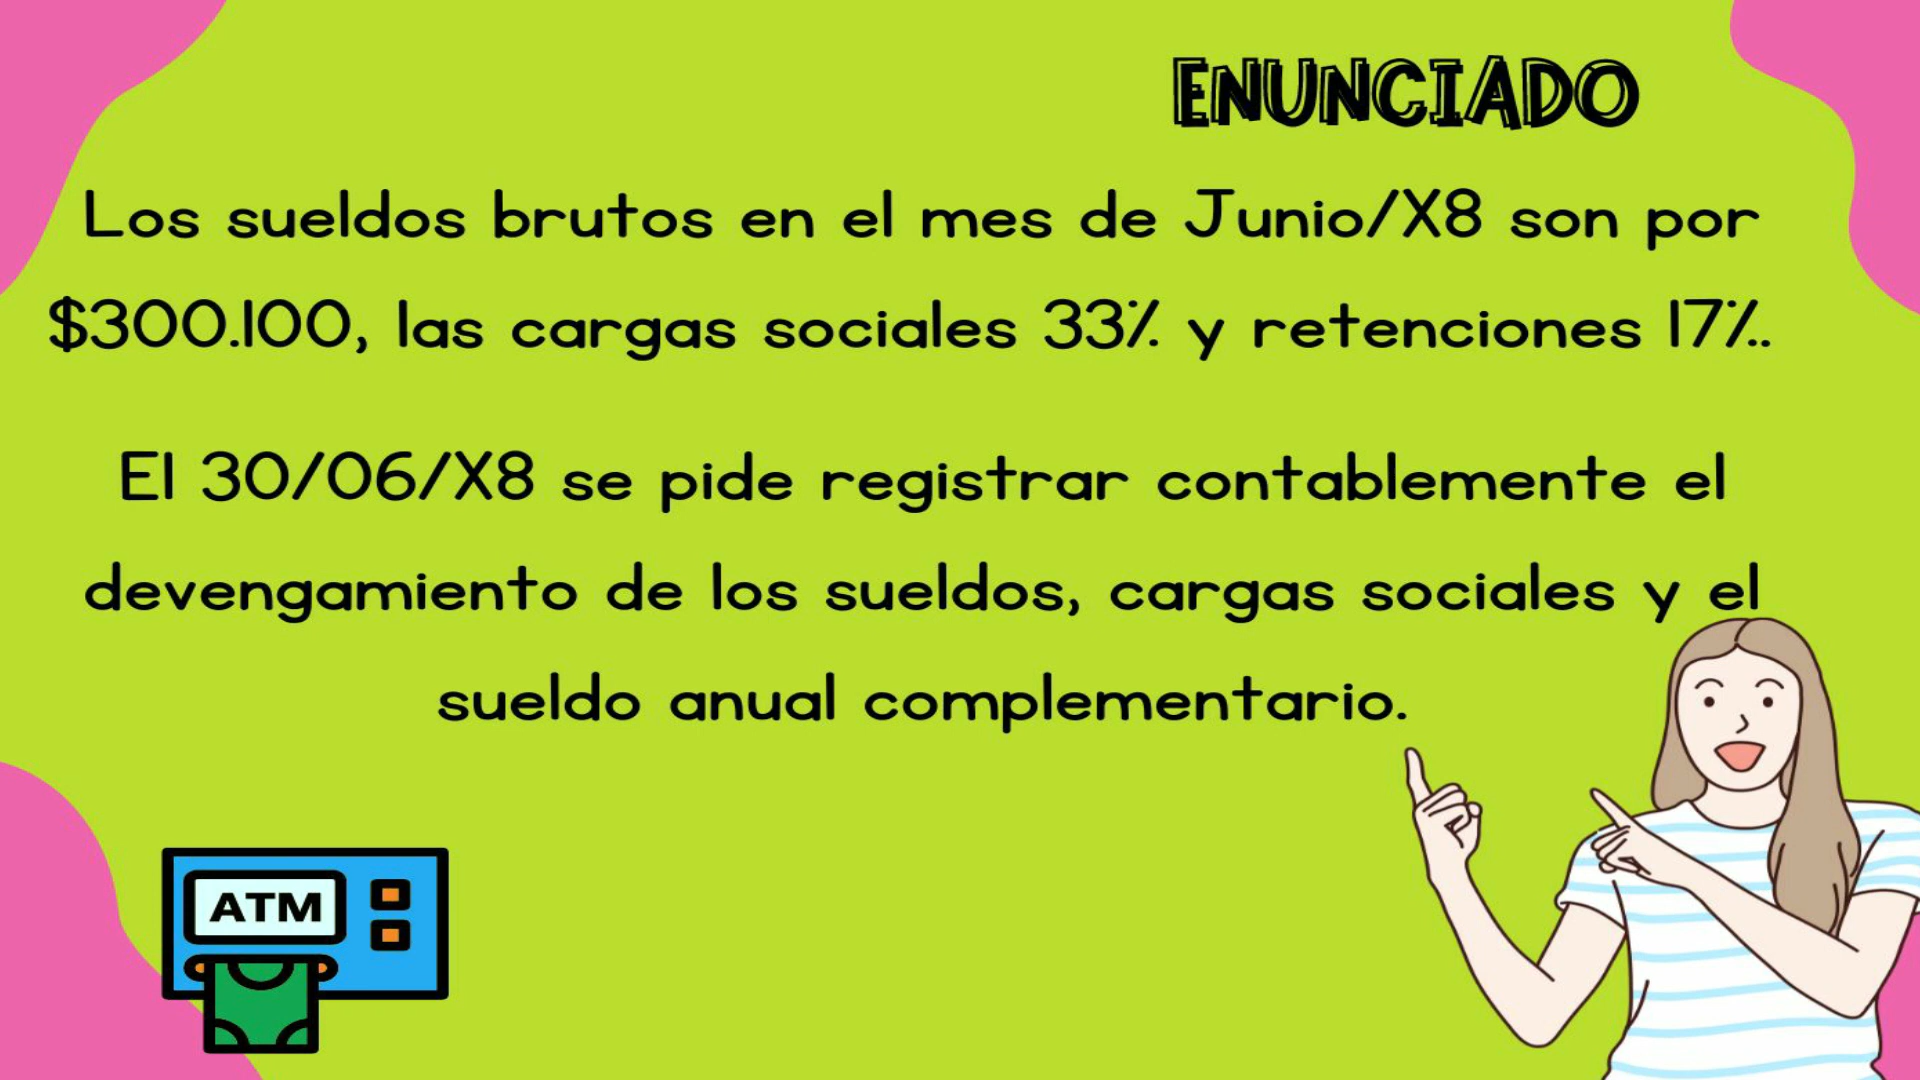 ENUNCIADO
Los sueldos brutos en el mes de Junio/X8 son por
$300.100, las cargas sociales 33% y retenciones 17%.
El 30/06/X8 se pide registrar contablemente el
devengamiento de los sueldos, cargas sociales y el
sueldo anual complementario.
ATM